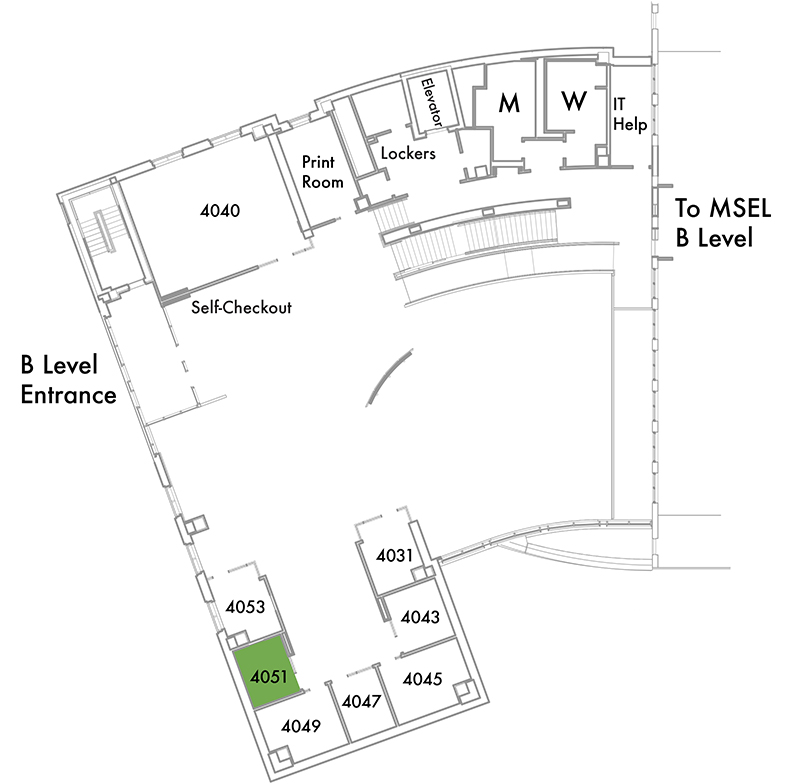 Elevator
M
W
IT
Help
Lockers
Print
Room
4040
To MSEL
B Level
Self-Checkout
B Level
Entrance
4031
4053
4043
4051
4045
4047
4049